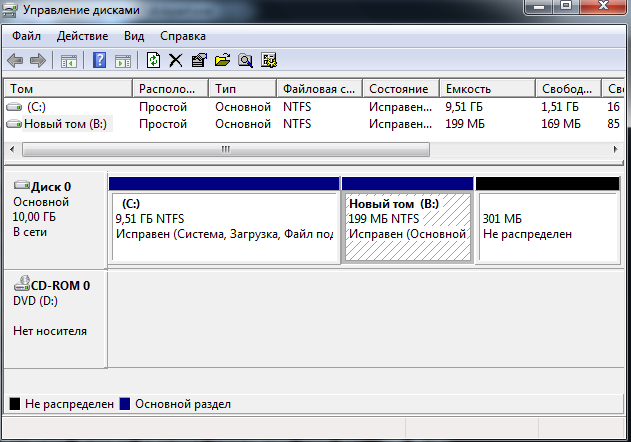 Управление дисками
Файл Действие Вид Справка
Том Располо... Тип Файловая с... Состояние Емкость Свобод... Сво
(C:) Простой Основной NTFS Исправен... 9,51 ГБ 1,51 ГБ 16
Новый том (B:) Простой Основной NTFS Исправен... 199 МБ 169 МБ 85
Диск 0
Основной
10,00 ГБ
В сети
(C:)
9,51 ГБ NTFS
Исправен (Система, Загрузка, Файл под
Новый том (B:)
199 МБ NTFS
Исправен (Основной
301 МБ
Не распределен
CD-ROM 0
DVD (D:)
Нет носителя
Не распределен Основной раздел